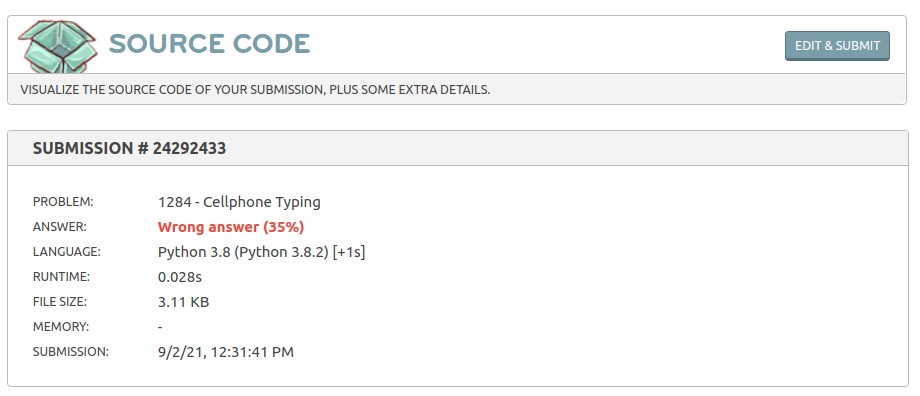 SOURCE CODE
EDIT & SUBMIT
VISUALIZE THE SOURCE CODE OF YOUR SUBMISSION, PLUS SOME EXTRA DETAILS.
SUBMISSION # 24292433
PROBLEM: 1284 - Cellphone Typing
ANSWER: Wrong answer (35%)
LANGUAGE: Python 3.8 (Python 3.8.2) [+1s]
RUNTIME: 0.028s
FILE SIZE: 3.11 KB
MEMORY: -
SUBMISSION: 9/2/21, 12:31:41 PM